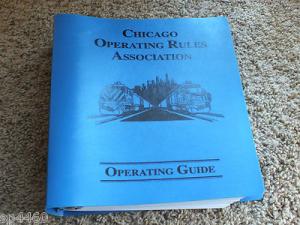 CHICAGO
OPERATING RULES
ASSOCIATION
OPERATING GUIDE
sp4460